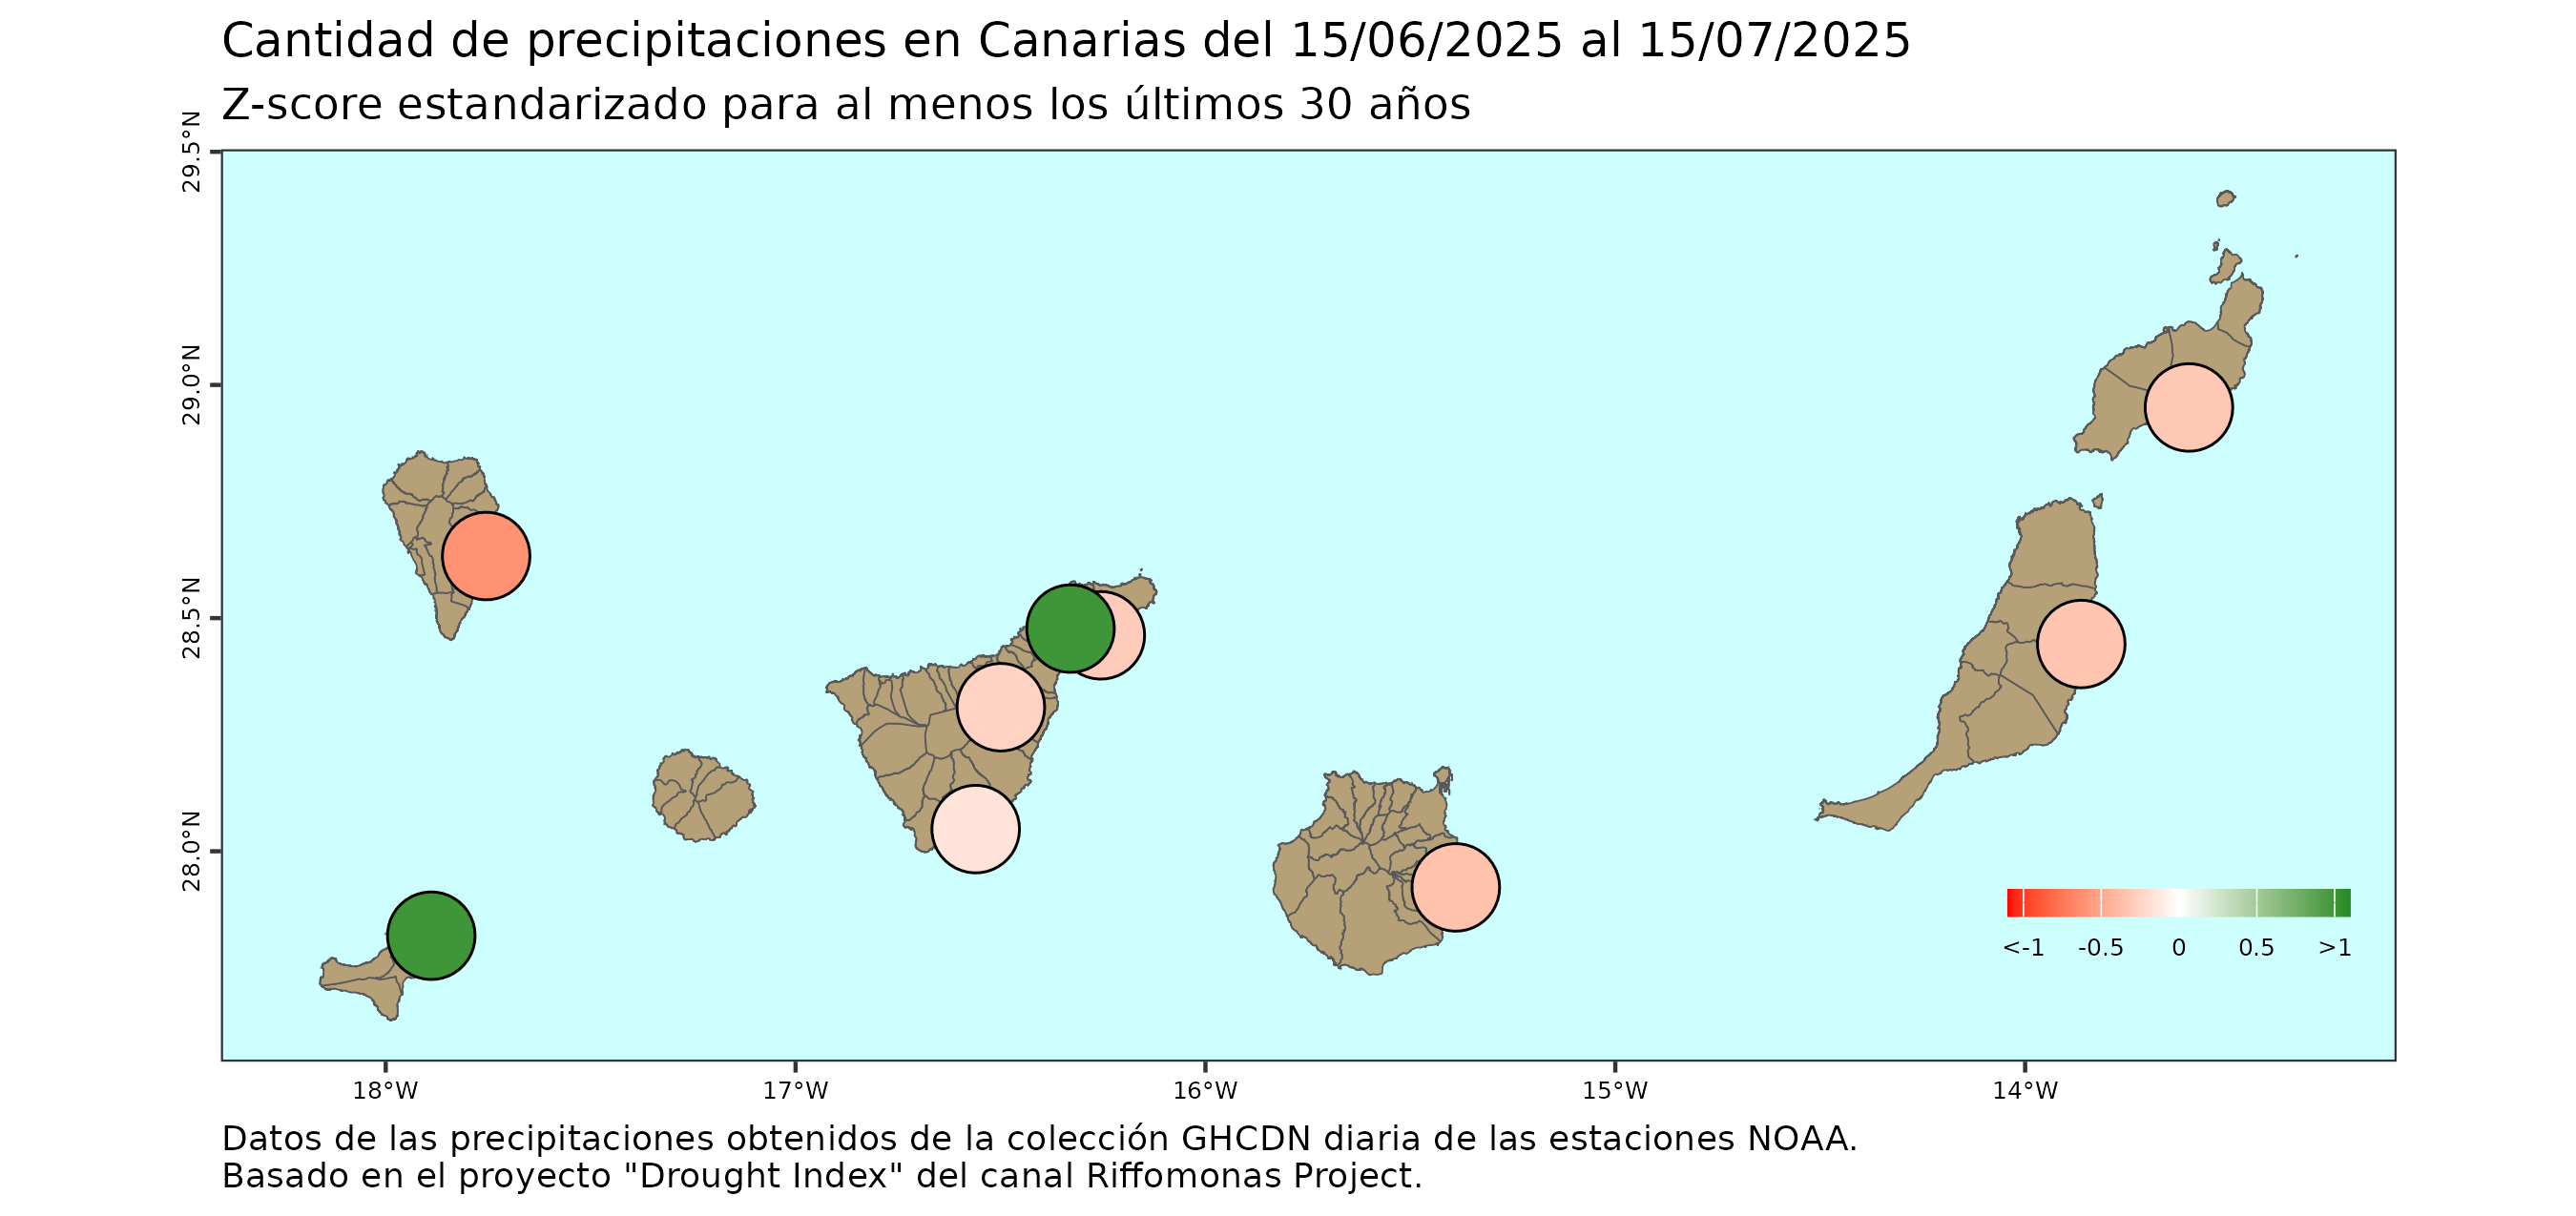 Cantidad de precipitaciones en Canarias del 15/06/2025 al 15/07/2025
Z-score estandarizado para al menos los últimos 30 años
29.5°N
29.0°N
28.5°N
28.0°N
<-1 -0.5 0 0.5 >1
18°W 17°W 16°W 15°W 14°W
Datos de las precipitaciones obtenidos de la colección GHCDN diaria de las estaciones NOAA.
Basado en el proyecto "Drought Index" del canal Riffomonas Project.